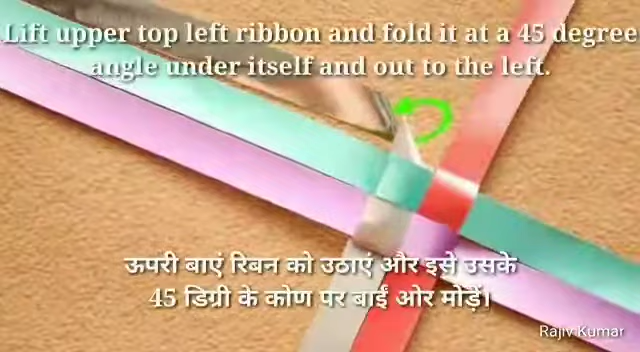 Lift upper top left ribbon and fold it at a 45 degree
angle under itself and out to the left.
ऊपरी बाएं रिबन को उठाएं और इसे उसके
45 डिग्री के कोण पर बाईं ओर मोड़ें।
Rajiv Kumar